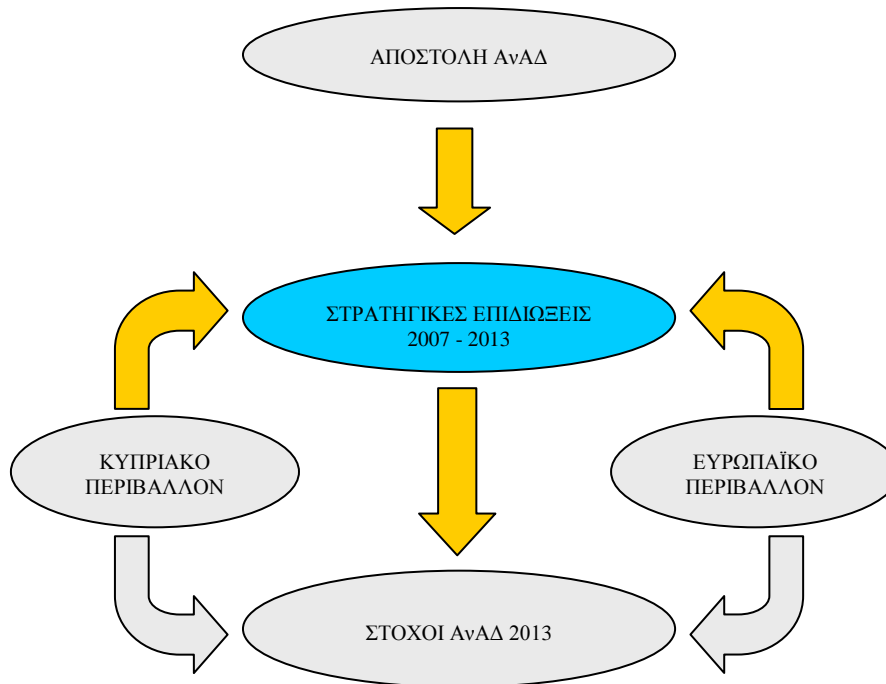 ΑΠΟΣΤΟΛΗ ΑνΑΔ
ΣΤΡΑΤΗΓΙΚΕΣ ΕΠΙΔΙΩΞΕΙΣ
2007 - 2013
ΚΥΠΡΙΑΚΟ
ΠΕΡΙΒΑΛΛΟΝ
ΕΥΡΩΠΑΪΚΟ
ΠΕΡΙΒΑΛΛΟΝ
ΣΤΟΧΟΙ ΑνΑΔ 2013